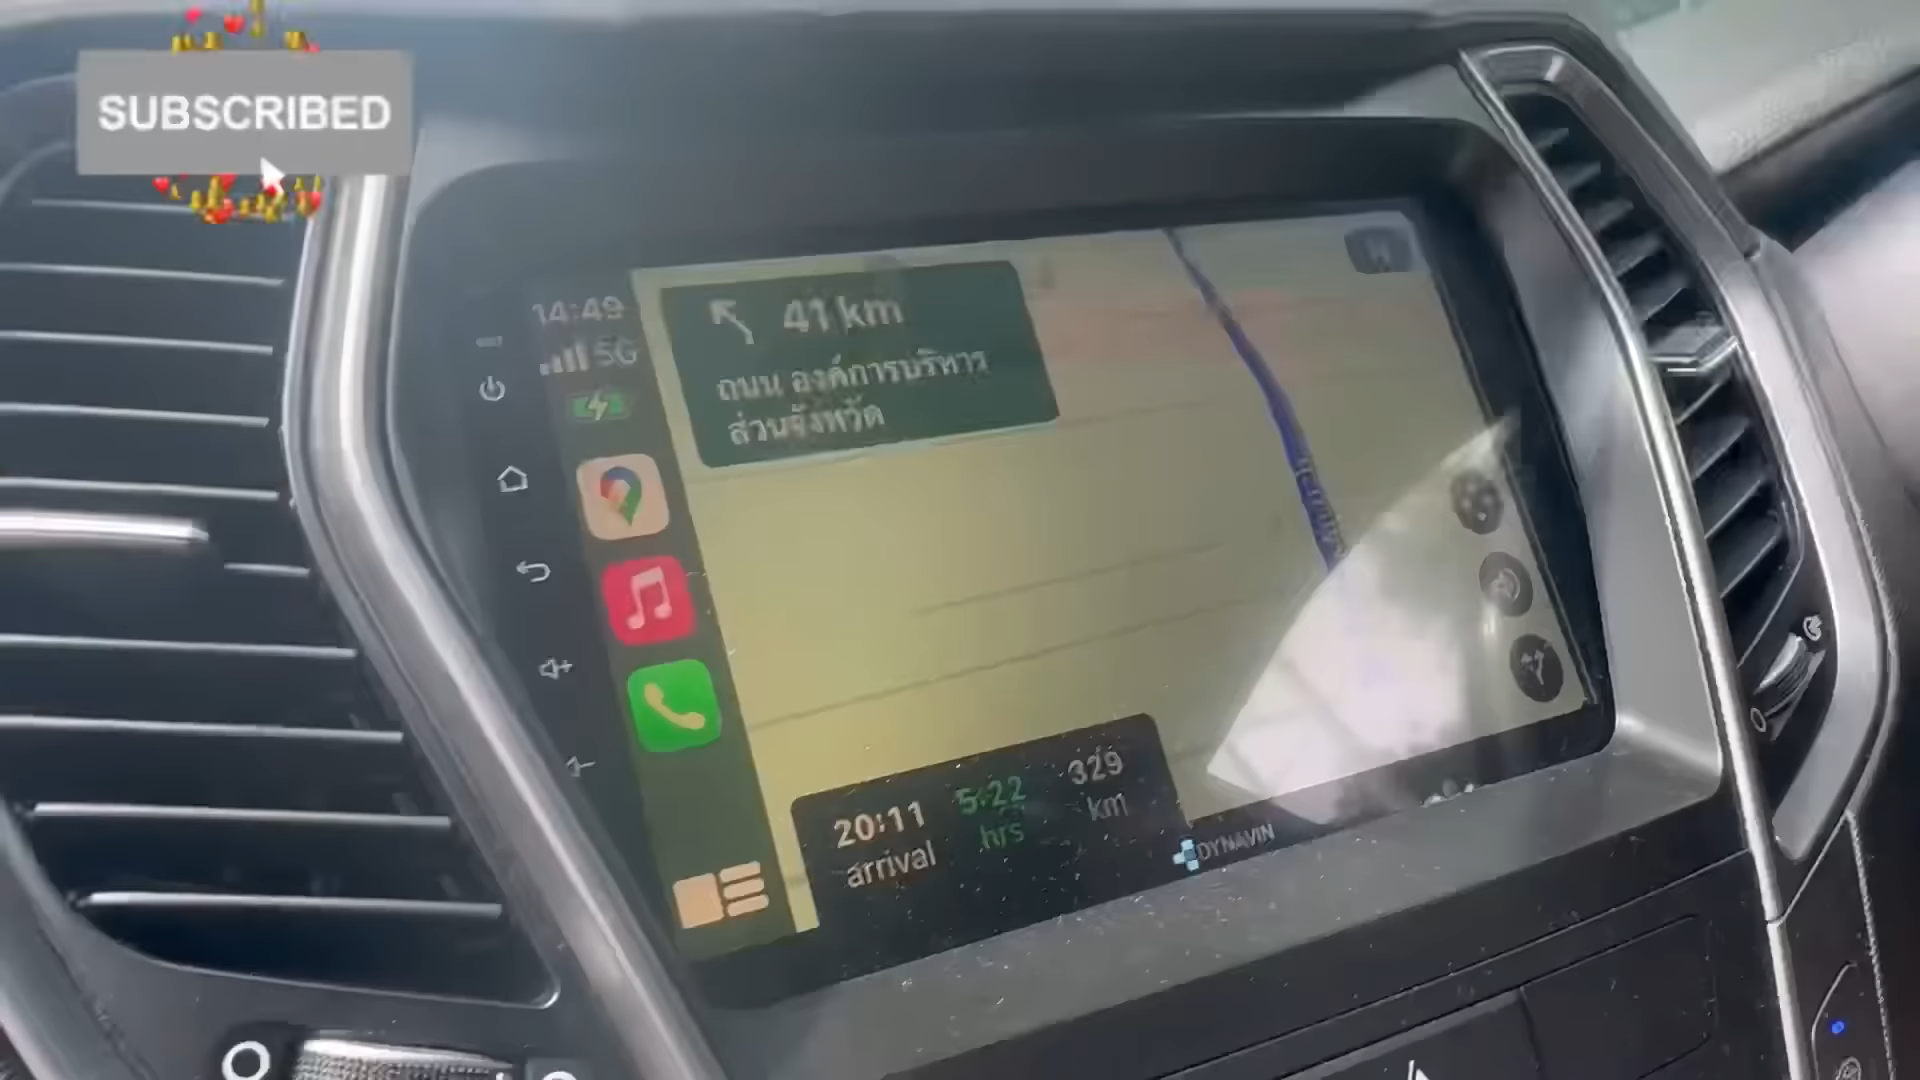 SUBSCRIBED
14:49
5G
41 km
ถนน องค์การบริหาร
ส่วนจังหวัด
20:11
arrival
5:22
hrs
329
km
DYNAVIN